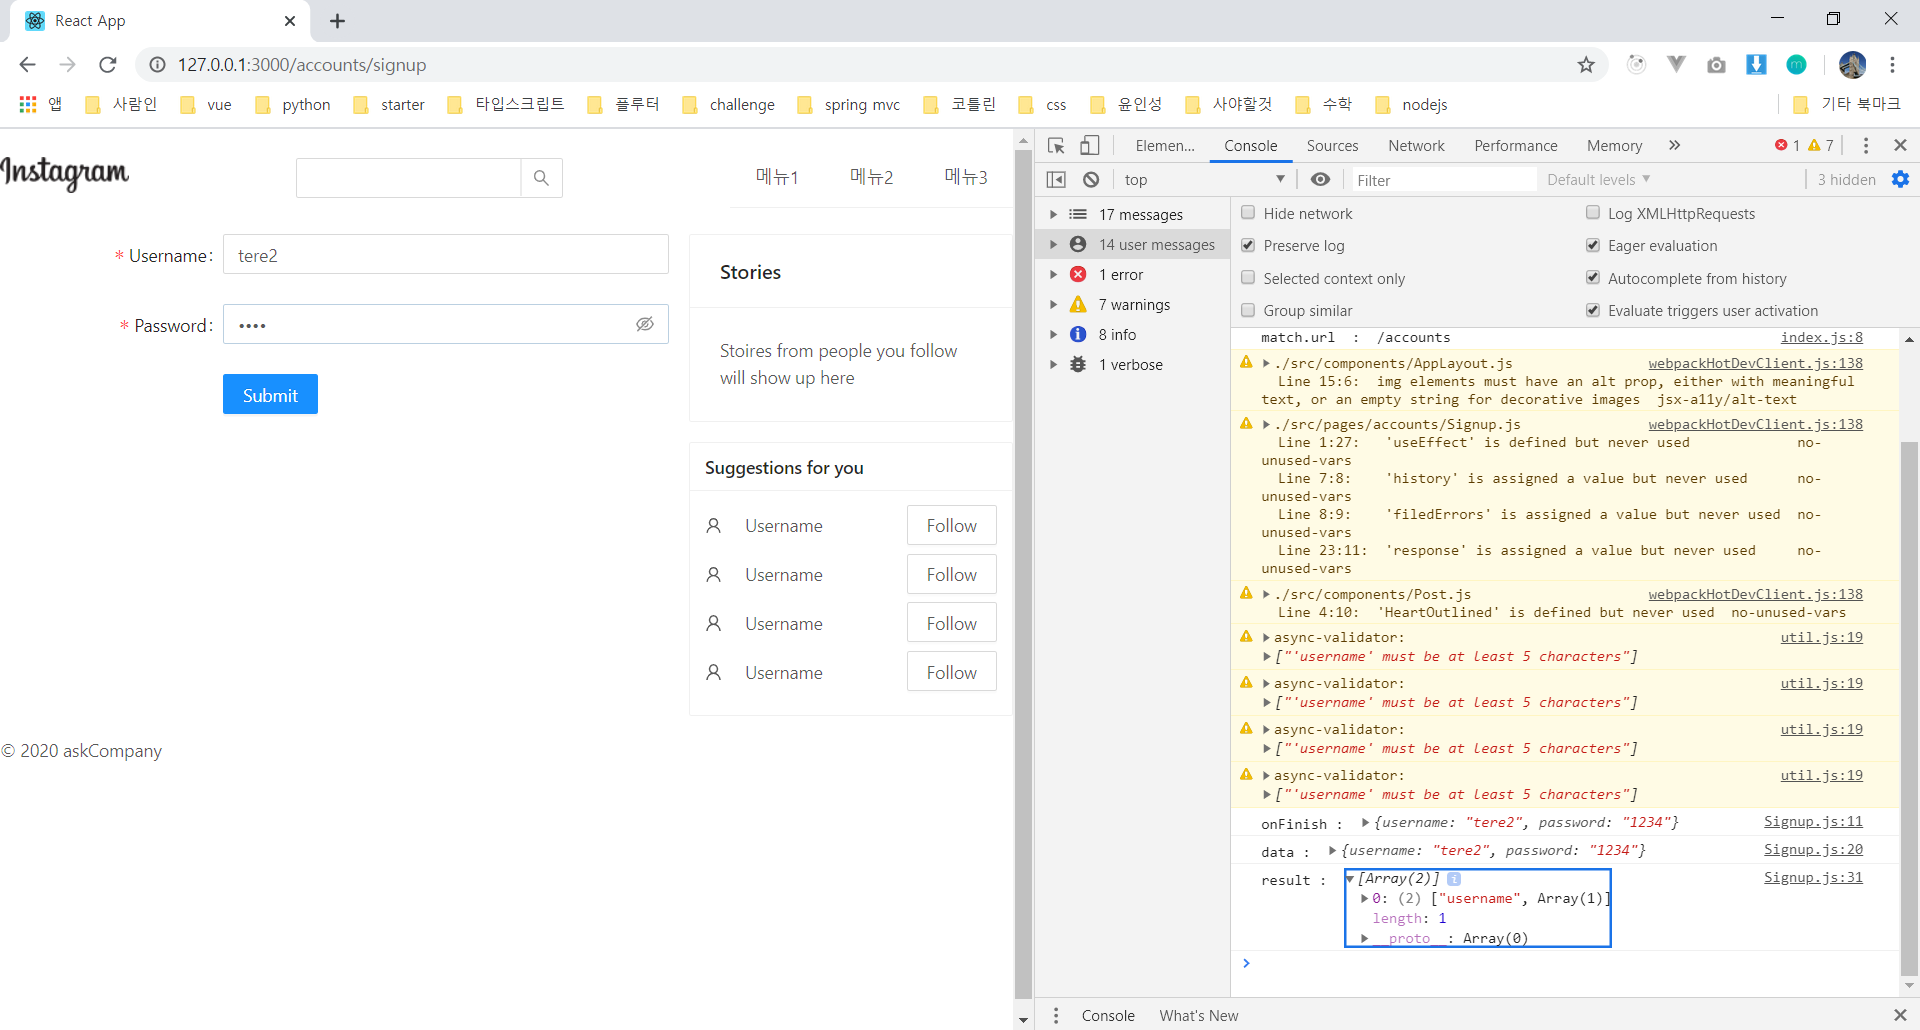 React App
127.0.0.1:3000/accounts/signup
앱 사람인 vue python starter 타입스크립트 플루터 challenge spring mvc 코틀린 css 윤인성 사야할것 수학 nodejs 기타 북마크
Instagram
메뉴1 메뉴2 메뉴3
* Username: tere2
* Password: ••••
Submit
Stories
Stoires from people you follow
will show up here
Suggestions for you
Username Follow
Username Follow
Username Follow
Username Follow
© 2020 askCompany
Elemen... Console Sources Network Performance Memory » 1 7
top Filter Default levels 3 hidden
17 messages
14 user messages
1 error
7 warnings
8 info
1 verbose
Hide network Log XMLHttpRequests
Preserve log Eager evaluation
Selected context only Autocomplete from history
Group similar Evaluate triggers user activation
match.url : /accounts index.js:8
./src/components/AppLayout.js webpackHotDevClient.js:138
Line 15:6: img elements must have an alt prop, either with meaningful
text, or an empty string for decorative images jsx-a11y/alt-text
./src/pages/accounts/Signup.js webpackHotDevClient.js:138
Line 1:27: 'useEffect' is defined but never used no-
unused-vars
Line 7:8: 'history' is assigned a value but never used no-
unused-vars
Line 8:9: 'filedErrors' is assigned a value but never used no-
unused-vars
Line 23:11: 'response' is assigned a value but never used no-
unused-vars
./src/components/Post.js webpackHotDevClient.js:138
Line 4:10: 'HeartOutlined' is defined but never used no-unused-vars
async-validator: util.js:19
["'username' must be at least 5 characters"]
async-validator: util.js:19
["'username' must be at least 5 characters"]
async-validator: util.js:19
["'username' must be at least 5 characters"]
async-validator: util.js:19
["'username' must be at least 5 characters"]
onFinish : {username: "tere2", password: "1234"} Signup.js:11
data : {username: "tere2", password: "1234"} Signup.js:20
result : [Array(2)] i Signup.js:31
0: (2) ["username", Array(1)]
length: 1
__proto__: Array(0)
Console What's New